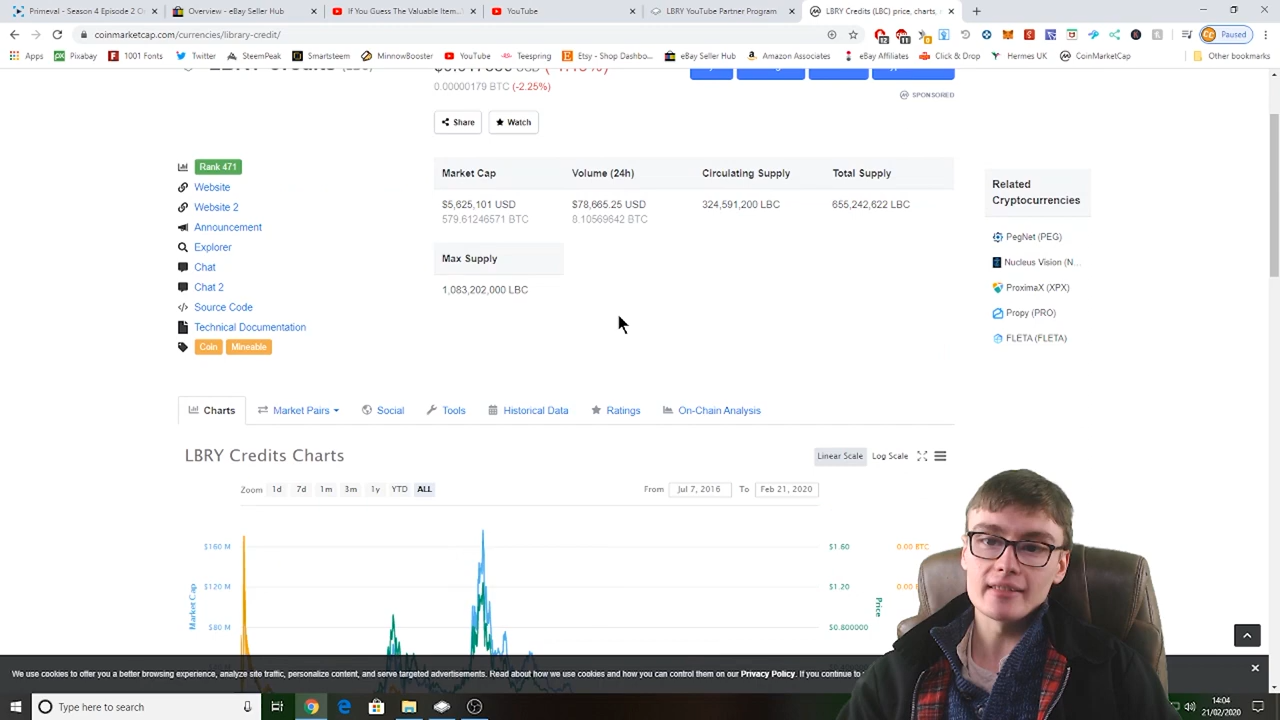 Primeval - Season 4 Episode 2 O
Overview - eBay Seller Hub
If You Guess The Valuable Item...
YouTube
LBRY YouTube Partner Program
LBRY Credits (LBC) price, charts,
coinmarketcap.com/currencies/library-credit/
Paused
Apps
Pixabay
1001 Fonts
Twitter
SteemPeak
Smartsteem
MinnowBooster
YouTube
Teespring
Etsy - Shop Dashbo...
eBay Seller Hub
Amazon Associates
eBay Affiliates
Click & Drop
Hermes UK
CoinMarketCap
Other bookmarks
0.00000179 BTC (-2.25%)
SPONSORED
Share
Watch
Rank 471
Website
Website 2
Announcement
Explorer
Chat
Chat 2
Source Code
Technical Documentation
Coin
Mineable
Market Cap
Volume (24h)
Circulating Supply
Total Supply
$5,625,101 USD
$78,665.25 USD
324,591,200 LBC
655,242,622 LBC
579.61246571 BTC
8.10569642 BTC
Max Supply
1,083,202,000 LBC
Related
Cryptocurrencies
PegNet (PEG)
Nucleus Vision (N...
ProximaX (XPX)
Propy (PRO)
FLETA (FLETA)
Charts
Market Pairs
Social
Tools
Historical Data
Ratings
On-Chain Analysis
LBRY Credits Charts
Linear Scale
Log Scale
Zoom 1d 7d 1m 3m 1y YTD ALL
From Jul 7, 2016 To Feb 21, 2020
$160 M
$1.60
0.00 BTC
$120 M
$1.20
$80 M
$0.800000
Market Cap
Price
We use cookies to offer you a better browsing experience, analyze site traffic, personalize content, and serve targeted advertisements. Read about how we use cookies and how you can control them on our Privacy Policy. If you continue to
Type here to search
14:04
21/02/2020